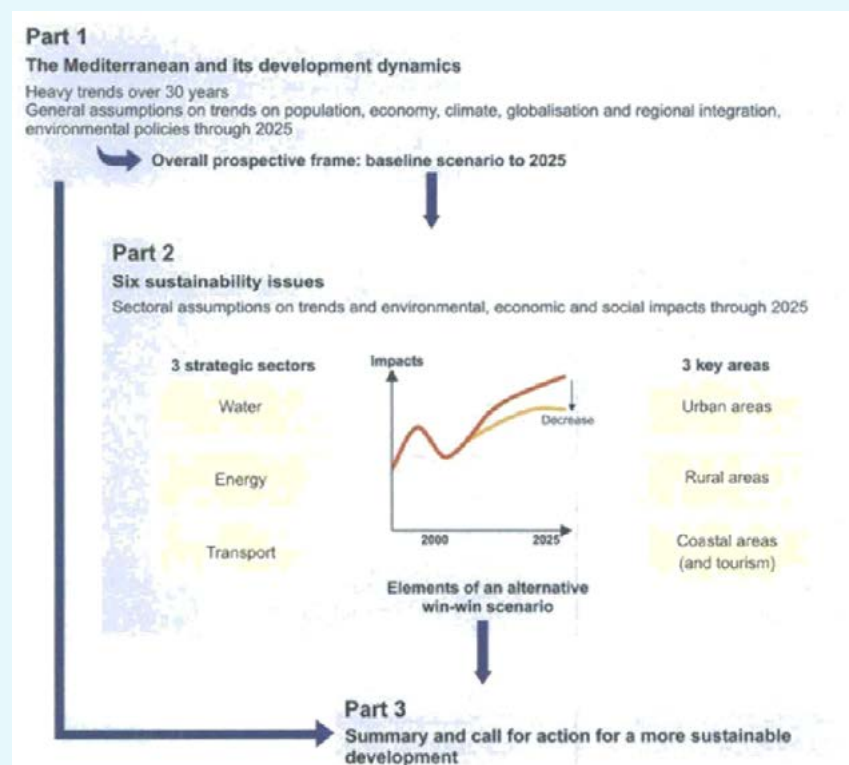 Part 1
The Mediterranean and its development dynamics
Heavy trends over 30 years
General assumptions on trends on population, economy, climate, globalisation and regional integration,
environmental policies through 2025
Overall prospective frame: baseline scenario to 2025
Part 2
Six sustainability issues
Sectoral assumptions on trends and environmental, economic and social impacts through 2025
3 strategic sectors
Water
Energy
Transport
Impacts
Decrease
2000
2025
Elements of an alternative
win-win scenario
3 key areas
Urban areas
Rural areas
Coastal areas
(and tourism)
Part 3
Summary and call for action for a more sustainable
development